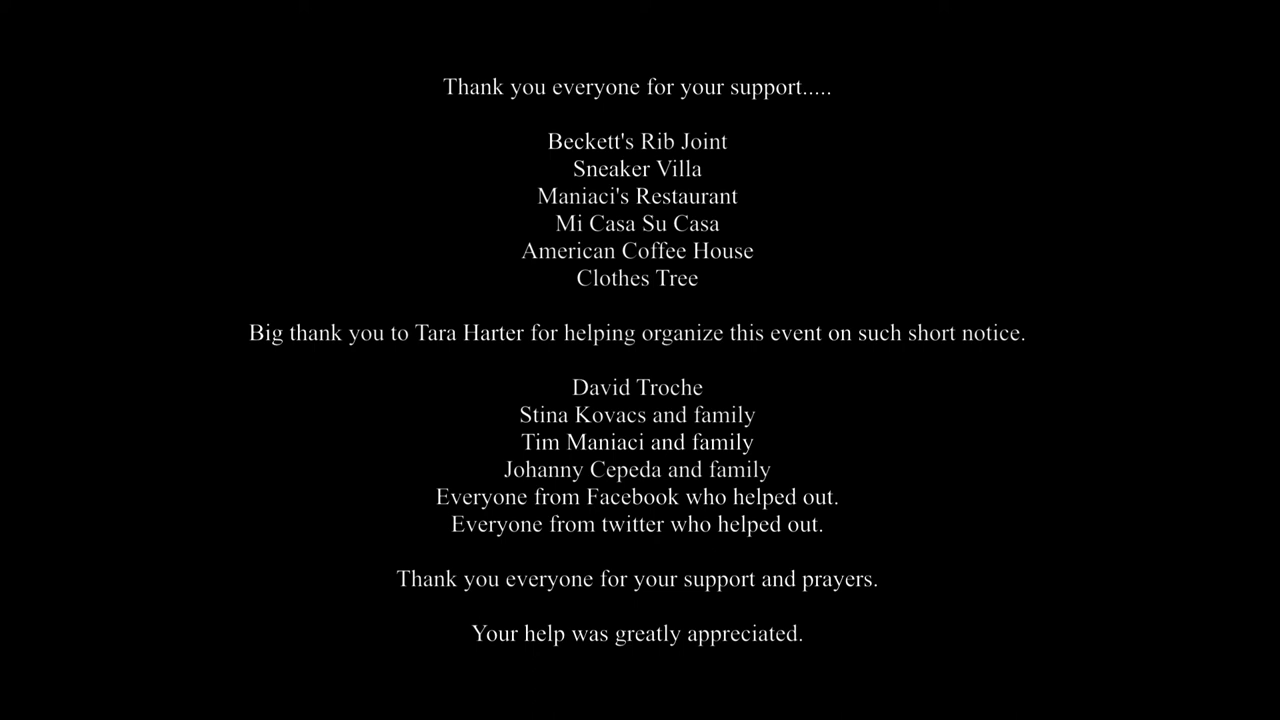 Thank you everyone for your support.....
Beckett's Rib Joint
Sneaker Villa
Maniaci's Restaurant
Mi Casa Su Casa
American Coffee House
Clothes Tree
Big thank you to Tara Harter for helping organize this event on such short notice.
David Troche
Stina Kovacs and family
Tim Maniaci and family
Johanny Cepeda and family
Everyone from Facebook who helped out.
Everyone from twitter who helped out.
Thank you everyone for your support and prayers.
Your help was greatly appreciated.